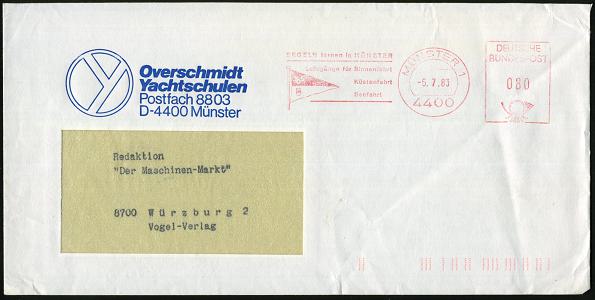 Overschmidt
Yachtschulen
Postfach 8803
D-4400 Münster
SEGELN lernen in MÜNSTER
Lehrgänge für Binnenfahrt
Küstenfahrt
Seefahrt
MÜNSTER 1
-5.7.83
4400
DEUTSCHE
BUNDESPOST
080
Redaktion
"Der Maschinen-Markt"
8700 Würzburg 2
Vogel-Verlag